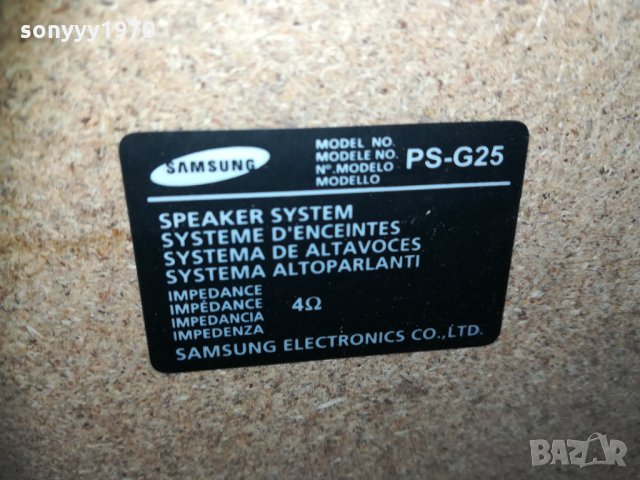 sonyyy1970
SAMSUNG
MODEL NO.
MODELE NO.
Nº.MODELO
MODELLO
PS-G25
SPEAKER SYSTEM
SYSTEME D'ENCEINTES
SYSTEMA DE ALTAVOCES
SYSTEMA ALTOPARLANTI
IMPEDANCE
IMPÉDANCE
IMPEDANCIA
IMPEDENZA
4Ω
SAMSUNG ELECTRONICS CO.,LTD.
BAZAR